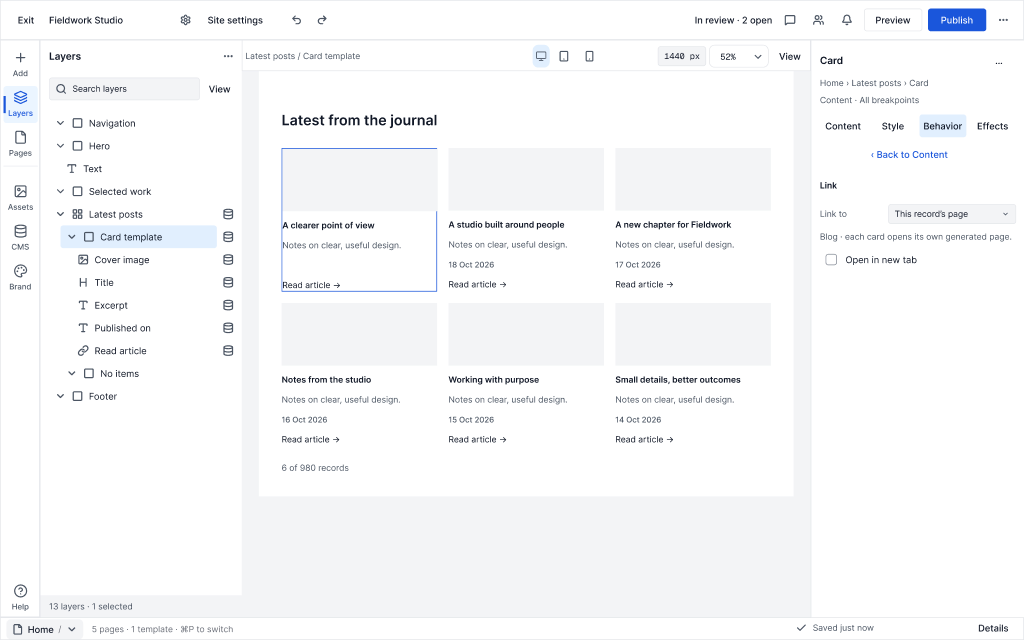 Exit Fieldwork Studio Site settings In review · 2 open Preview Publish
Add
Layers
Pages
Assets
CMS
Brand
Help
Layers
Search layers View
Navigation
Hero
Text
Selected work
Latest posts
Card template
Cover image
Title
Excerpt
Published on
Read article
No items
Footer
13 layers · 1 selected
Latest posts / Card template 1440 px 52% View
Latest from the journal
A clearer point of view
Notes on clear, useful design.
Read article →
A studio built around people
Notes on clear, useful design.
18 Oct 2026
Read article →
A new chapter for Fieldwork
Notes on clear, useful design.
17 Oct 2026
Read article →
Notes from the studio
Notes on clear, useful design.
16 Oct 2026
Read article →
Working with purpose
Notes on clear, useful design.
15 Oct 2026
Read article →
Small details, better outcomes
Notes on clear, useful design.
14 Oct 2026
Read article →
6 of 980 records
Card
Home › Latest posts › Card
Content · All breakpoints
Content Style Behavior Effects
‹ Back to Content
Link
Link to This record's page
Blog · each card opens its own generated page.
Open in new tab
Home / 5 pages · 1 template · ⌘P to switch Saved just now Details